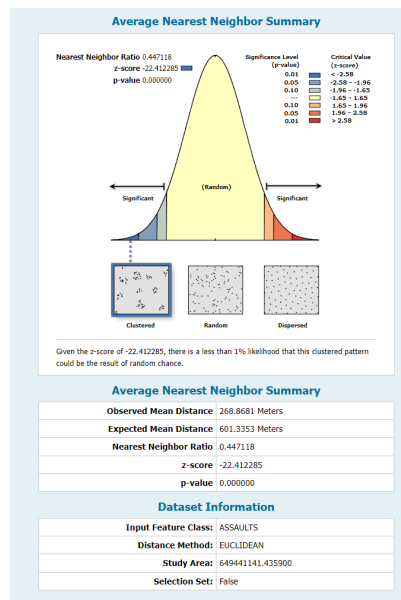 Average Nearest Neighbor Summary
Nearest Neighbor Ratio 0.447118
z-score -22.412285
p-value 0.000000
Significance Level (p-value)
Critical Value (z-score)
0.01 < -2.58
0.05 -2.58 - -1.96
0.10 -1.96 - -1.65
--- -1.65 - 1.65
0.10 1.65 - 1.96
0.05 1.96 - 2.58
0.01 > 2.58
(Random)
Significant Significant
Clustered Random Dispersed
Given the z-score of -22.412285, there is a less than 1% likelihood that this clustered pattern
could be the result of random chance.
Average Nearest Neighbor Summary
Observed Mean Distance 268.8681 Meters
Expected Mean Distance 601.3353 Meters
Nearest Neighbor Ratio 0.447118
z-score -22.412285
p-value 0.000000
Dataset Information
Input Feature Class: ASSAULTS
Distance Method: EUCLIDEAN
Study Area: 649441141.435900
Selection Set: False